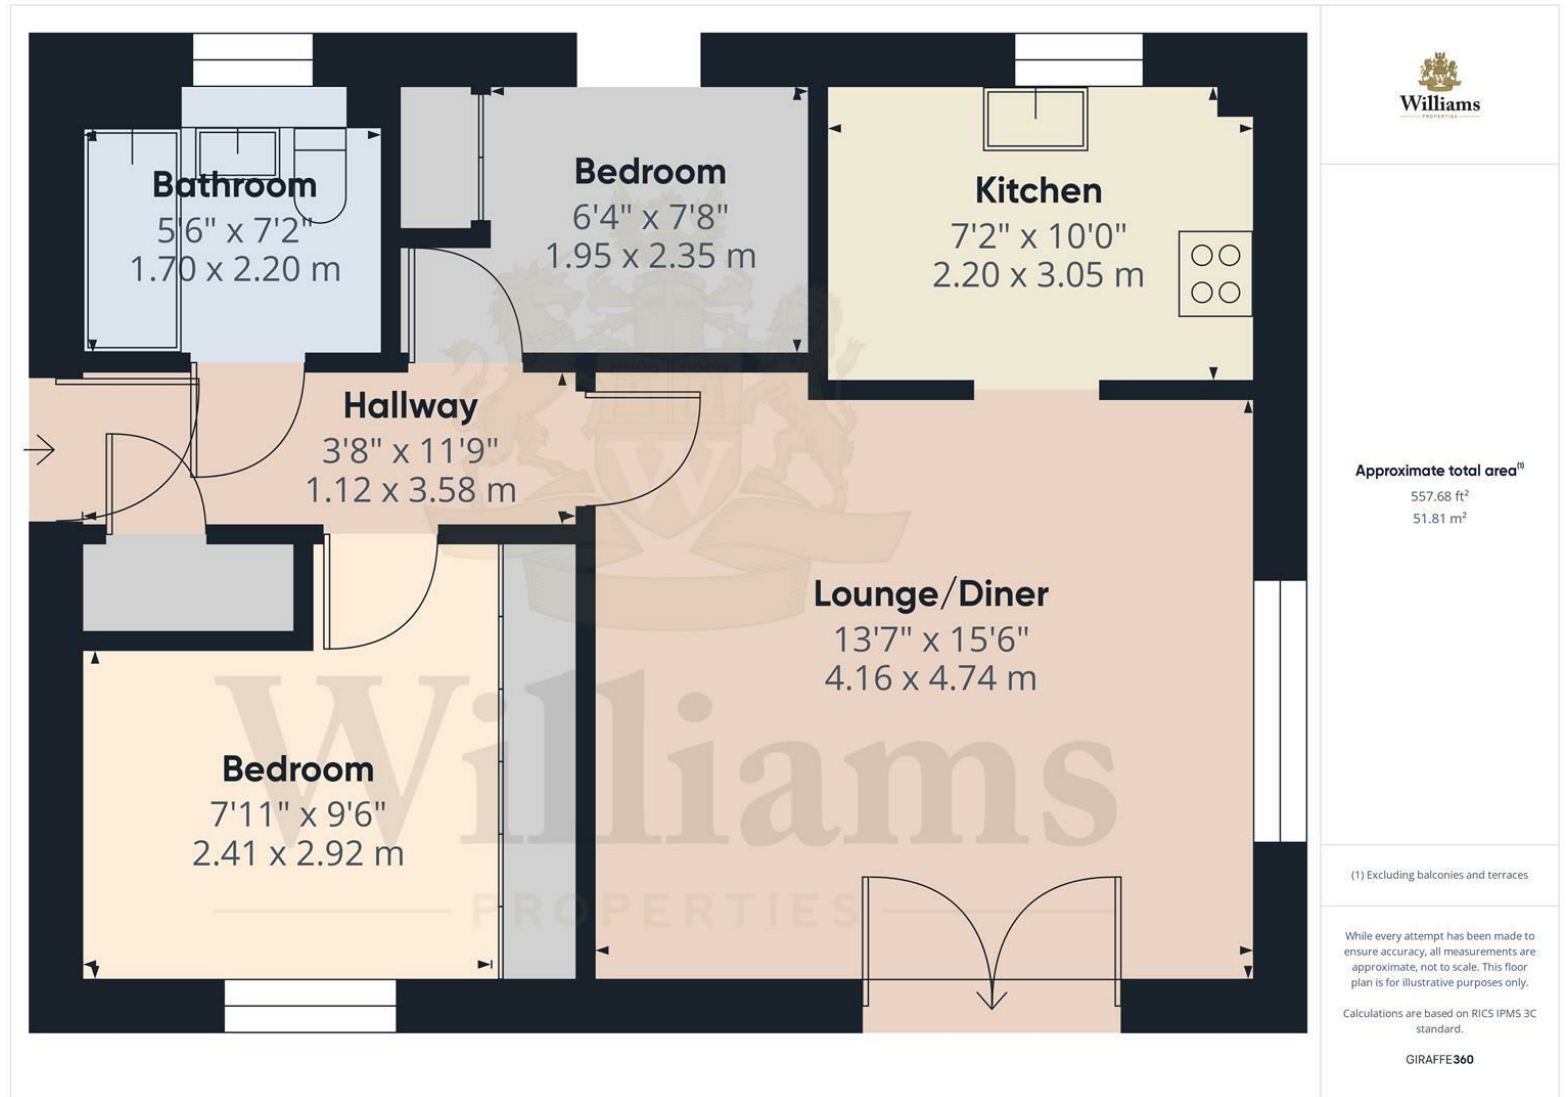 Bathroom
5'6" x 7'2"
1.70 x 2.20 m
Bedroom
6'4" x 7'8"
1.95 x 2.35 m
Kitchen
7'2" x 10'0"
2.20 x 3.05 m
Hallway
3'8" x 11'9"
1.12 x 3.58 m
Lounge/Diner
13'7" x 15'6"
4.16 x 4.74 m
Bedroom
7'11" x 9'6"
2.41 x 2.92 m
W
Williams
PROPERTIES
W
Williams
PROPERTIES
Approximate total area(1)
557.68 ft²
51.81 m²
(1) Excluding balconies and terraces
While every attempt has been made to
ensure accuracy, all measurements are
approximate, not to scale. This floor
plan is for illustrative purposes only.
Calculations are based on RICS IPMS 3C
standard.
GIRAFFE360